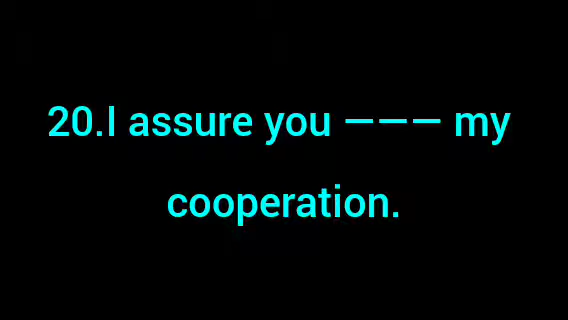 20.I assure you ——— my
cooperation.